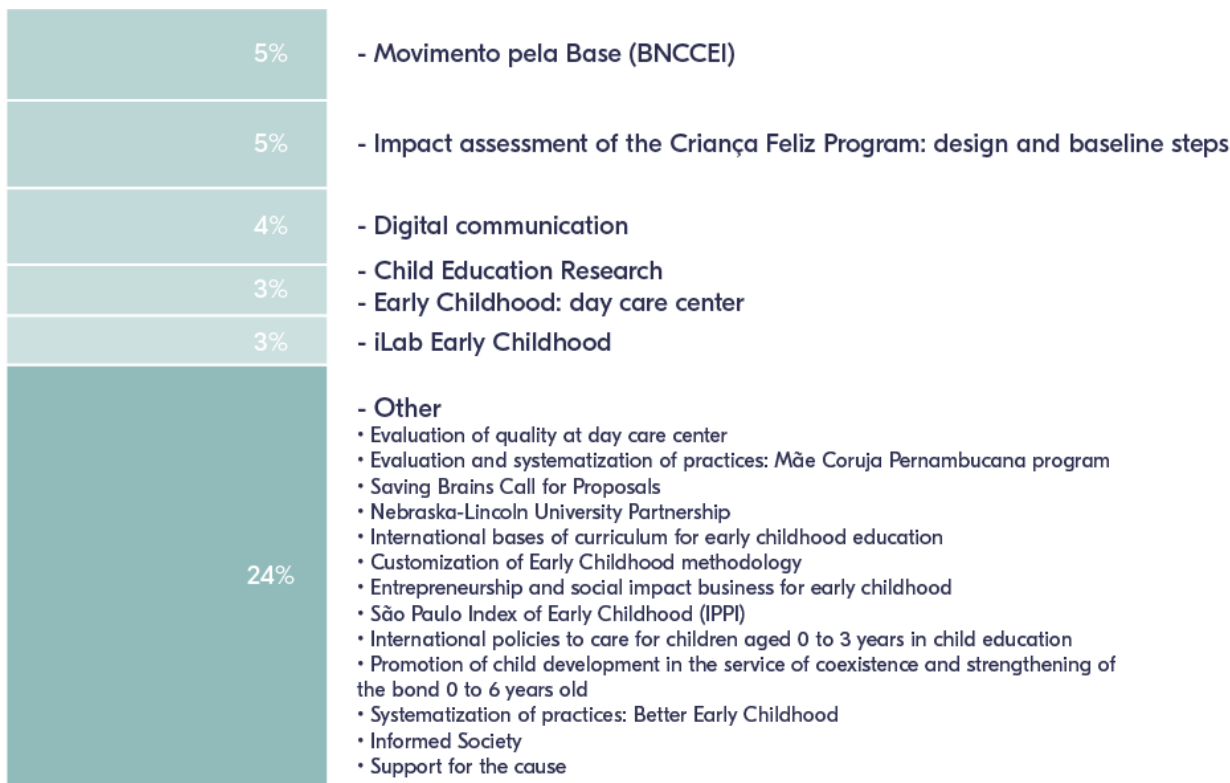 5% - Movimento pela Base (BNCCEI)
5% - Impact assessment of the Criança Feliz Program: design and baseline steps
4% - Digital communication
- Child Education Research
3%
- Early Childhood: day care center
3% - iLab Early Childhood
- Other
• Evaluation of quality at day care center
• Evaluation and systematization of practices: Mãe Coruja Pernambucana program
• Saving Brains Call for Proposals
• Nebraska-Lincoln University Partnership
• International bases of curriculum for early childhood education
• Customization of Early Childhood methodology
24%
• Entrepreneurship and social impact business for early childhood
• São Paulo Index of Early Childhood (IPPI)
• International policies to care for children aged 0 to 3 years in child education
• Promotion of child development in the service of coexistence and strengthening of
the bond 0 to 6 years old
• Systematization of practices: Better Early Childhood
• Informed Society
• Support for the cause